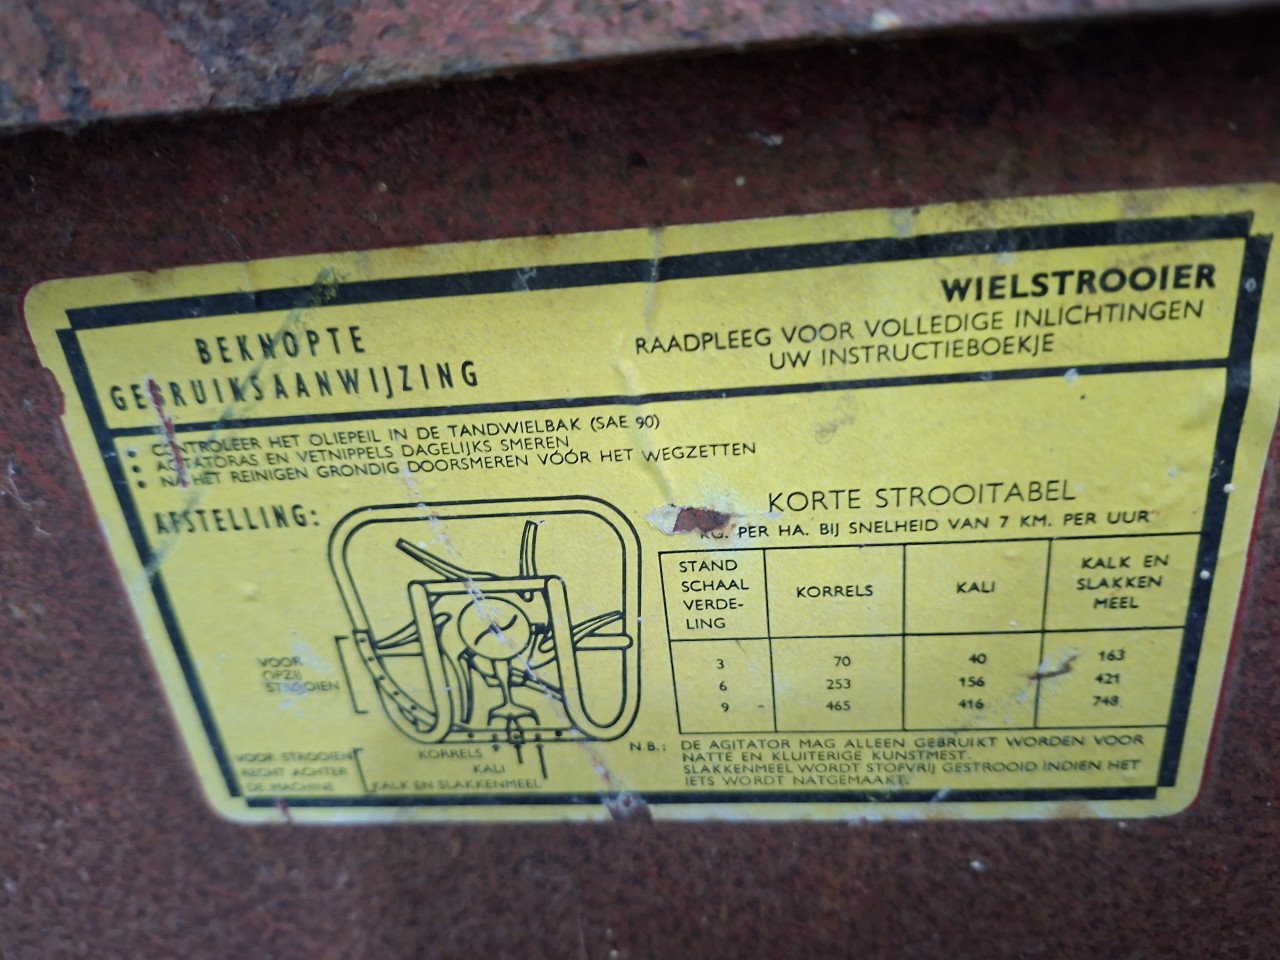 WIELSTROOIER
BEKNOPTE
GEBRUIKSAANWIJZING
RAADPLEEG VOOR VOLLEDIGE INLICHTINGEN
UW INSTRUCTIEBOEKJE
• CONTROLEER HET OLIEPEIL IN DE TANDWIELBAK (SAE 90)
• AGITATORAS EN VETNIPPELS DAGELIJKS SMEREN
• NA HET REINIGEN GRONDIG DOORSMEREN VÓÓR HET WEGZETTEN
AFSTELLING:
VOOR
OPZIJ
STROOIEN
VOOR STROOIEN
RECHT ACHTER
DE MACHINE
KORRELS
KALI
KALK EN SLAKKENMEEL
KORTE STROOITABEL
KG. PER HA. BIJ SNELHEID VAN 7 KM. PER UUR
STAND
SCHAAL
VERDE-
LING
KORRELS
KALI
KALK EN
SLAKKEN
MEEL
3 70 40 163
6 253 156 421
9 465 416 748
N.B.: DE AGITATOR MAG ALLEEN GEBRUIKT WORDEN VOOR
NATTE EN KLUITERIGE KUNSTMEST.
SLAKKENMEEL WORDT STOFVRIJ GESTROOID INDIEN HET
IETS WORDT NATGEMAAKT.